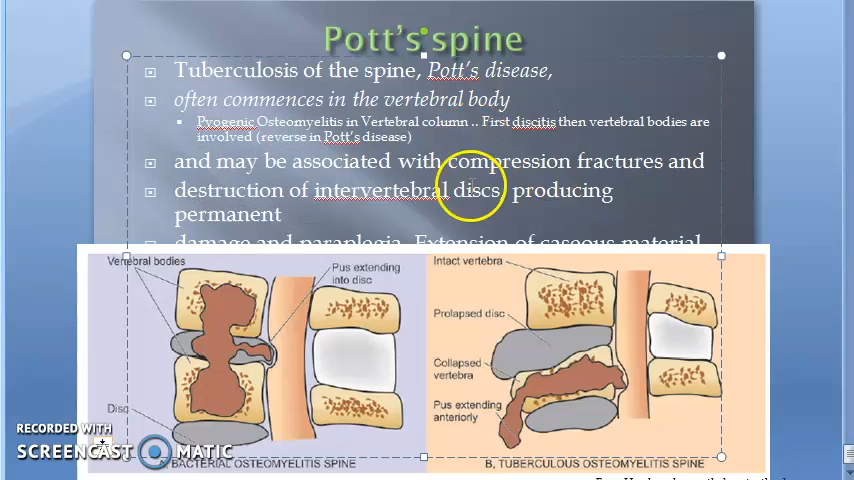 Pott's spine
Tuberculosis of the spine, Pott's disease,
often commences in the vertebral body
Pyogenic Osteomyelitis in Vertebral column .. First discitis then vertebral bodies are
involved (reverse in Pott's disease)
and may be associated with compression fractures and
destruction of intervertebral discs, producing
permanent
damage and paraplegia. Extension of caseous material
Vertebral bodies
Pus extending
into disc
Disc
A, BACTERIAL OSTEOMYELITIS SPINE
Intact vertebra
Prolapsed disc
Collapsed
vertebra
Pus extending
anteriorly
B, TUBERCULOUS OSTEOMYELITIS SPINE
RECORDED WITH
SCREENCAST MATIC